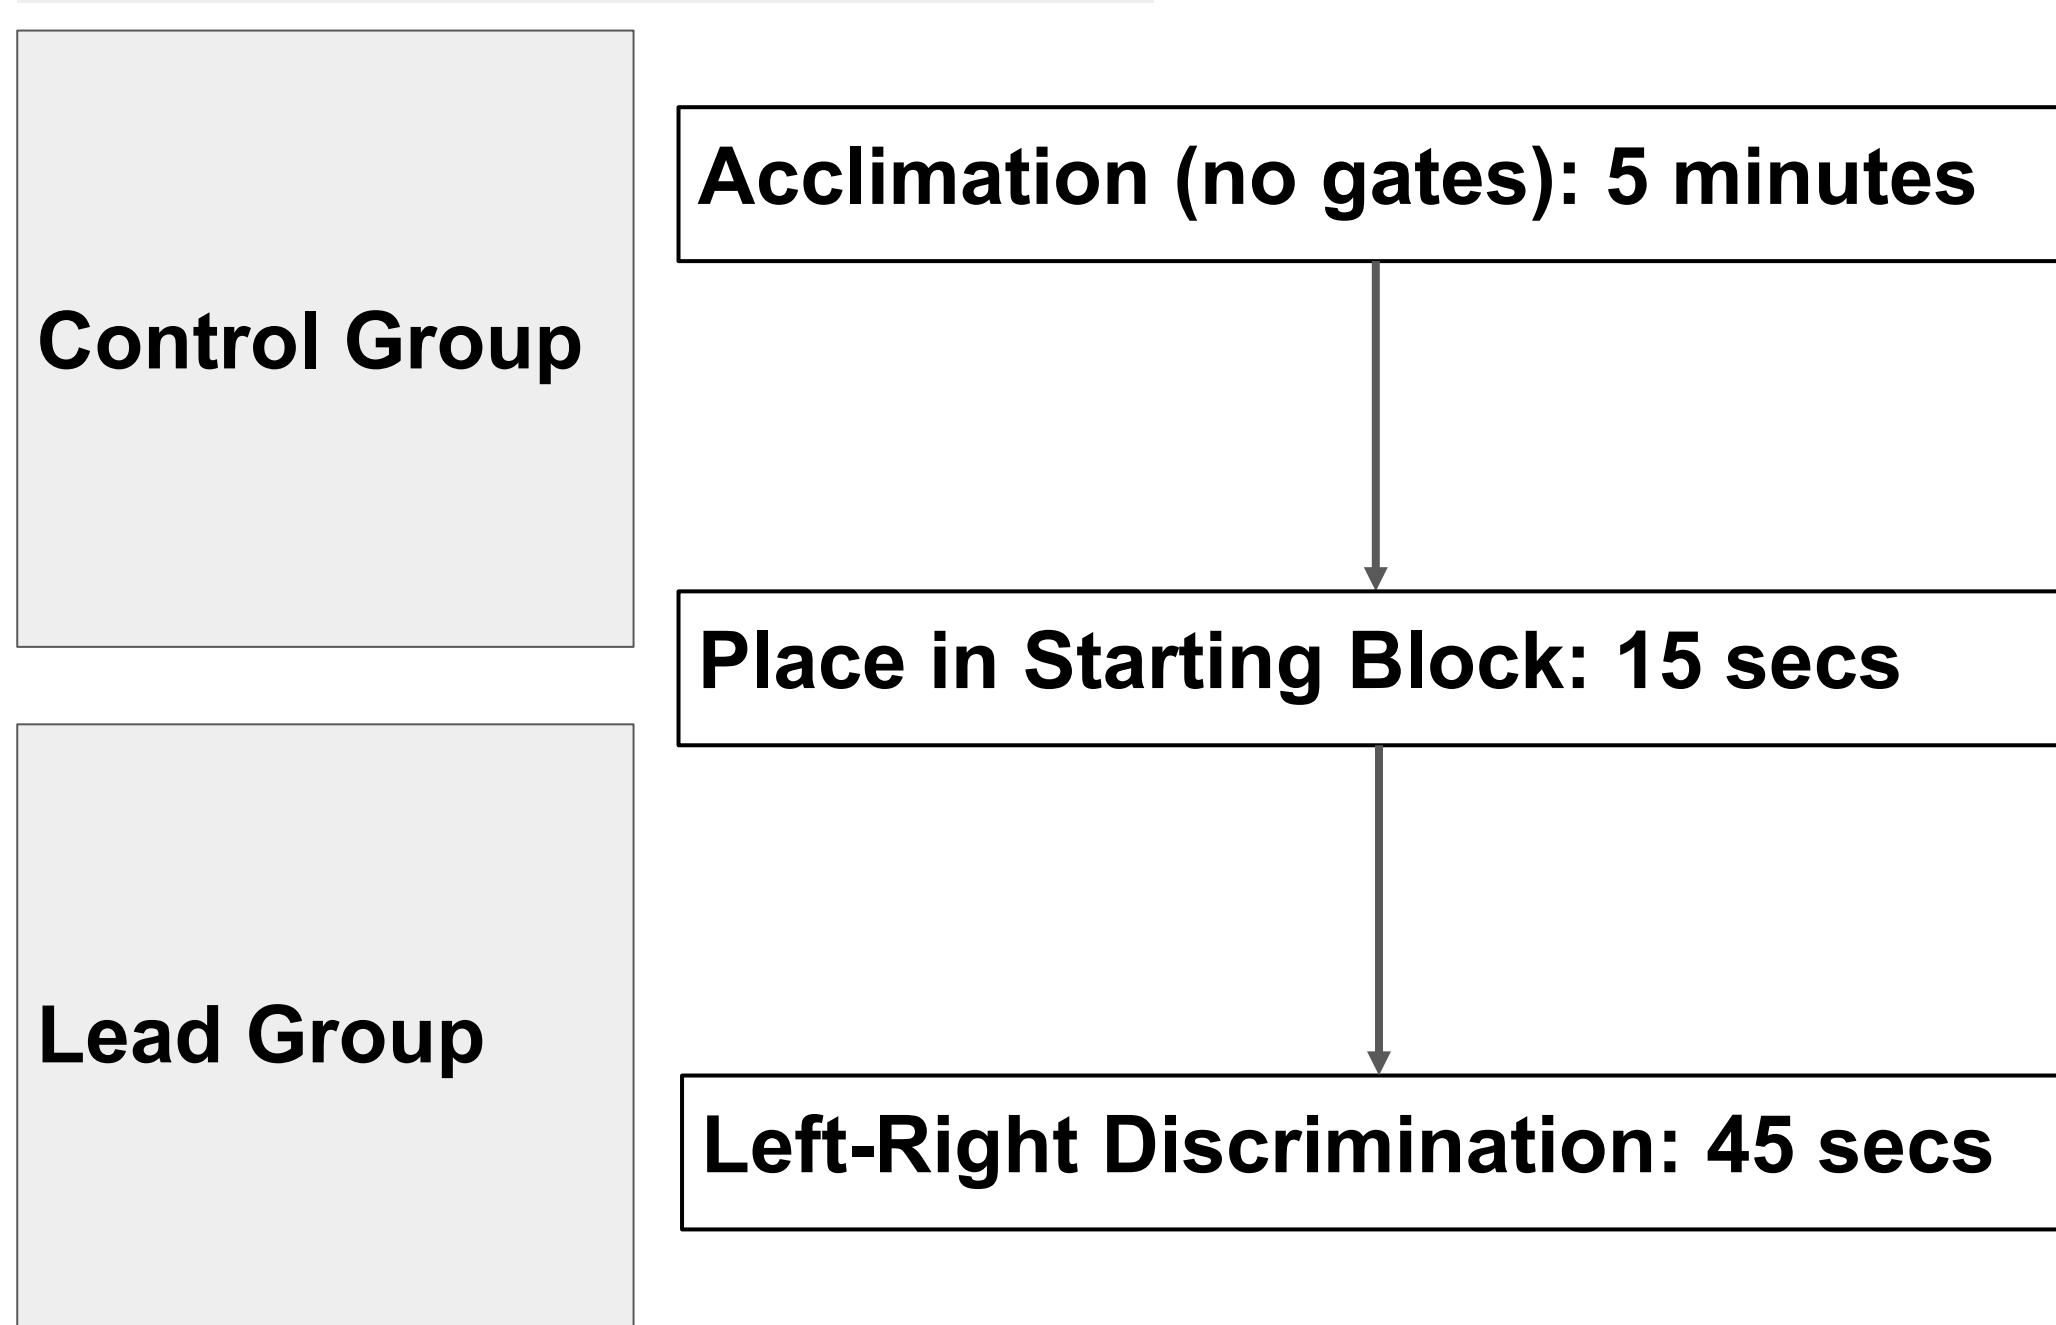 Control Group
Lead Group
Acclimation (no gates): 5 minutes
Place in Starting Block: 15 secs
Left-Right Discrimination: 45 secs